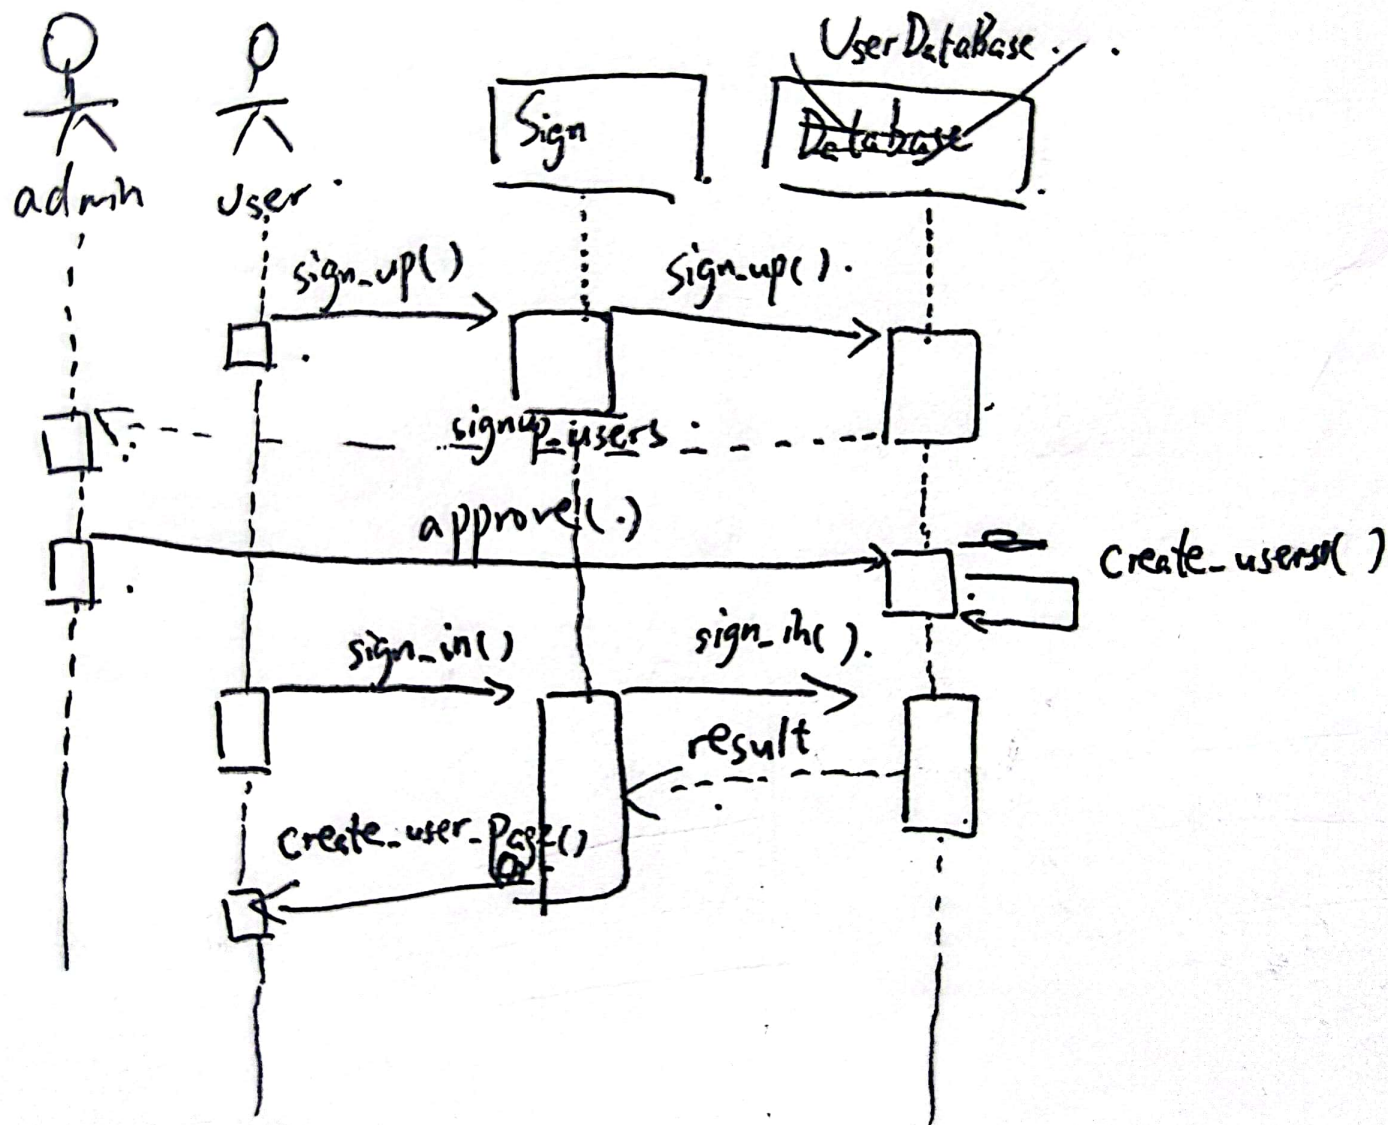 UserDataBase.
Sign
Database
admin
user
sign_up()
sign_up()
signup_users
approve()
create_users()
sign_in()
sign_in()
result
create_user_page()